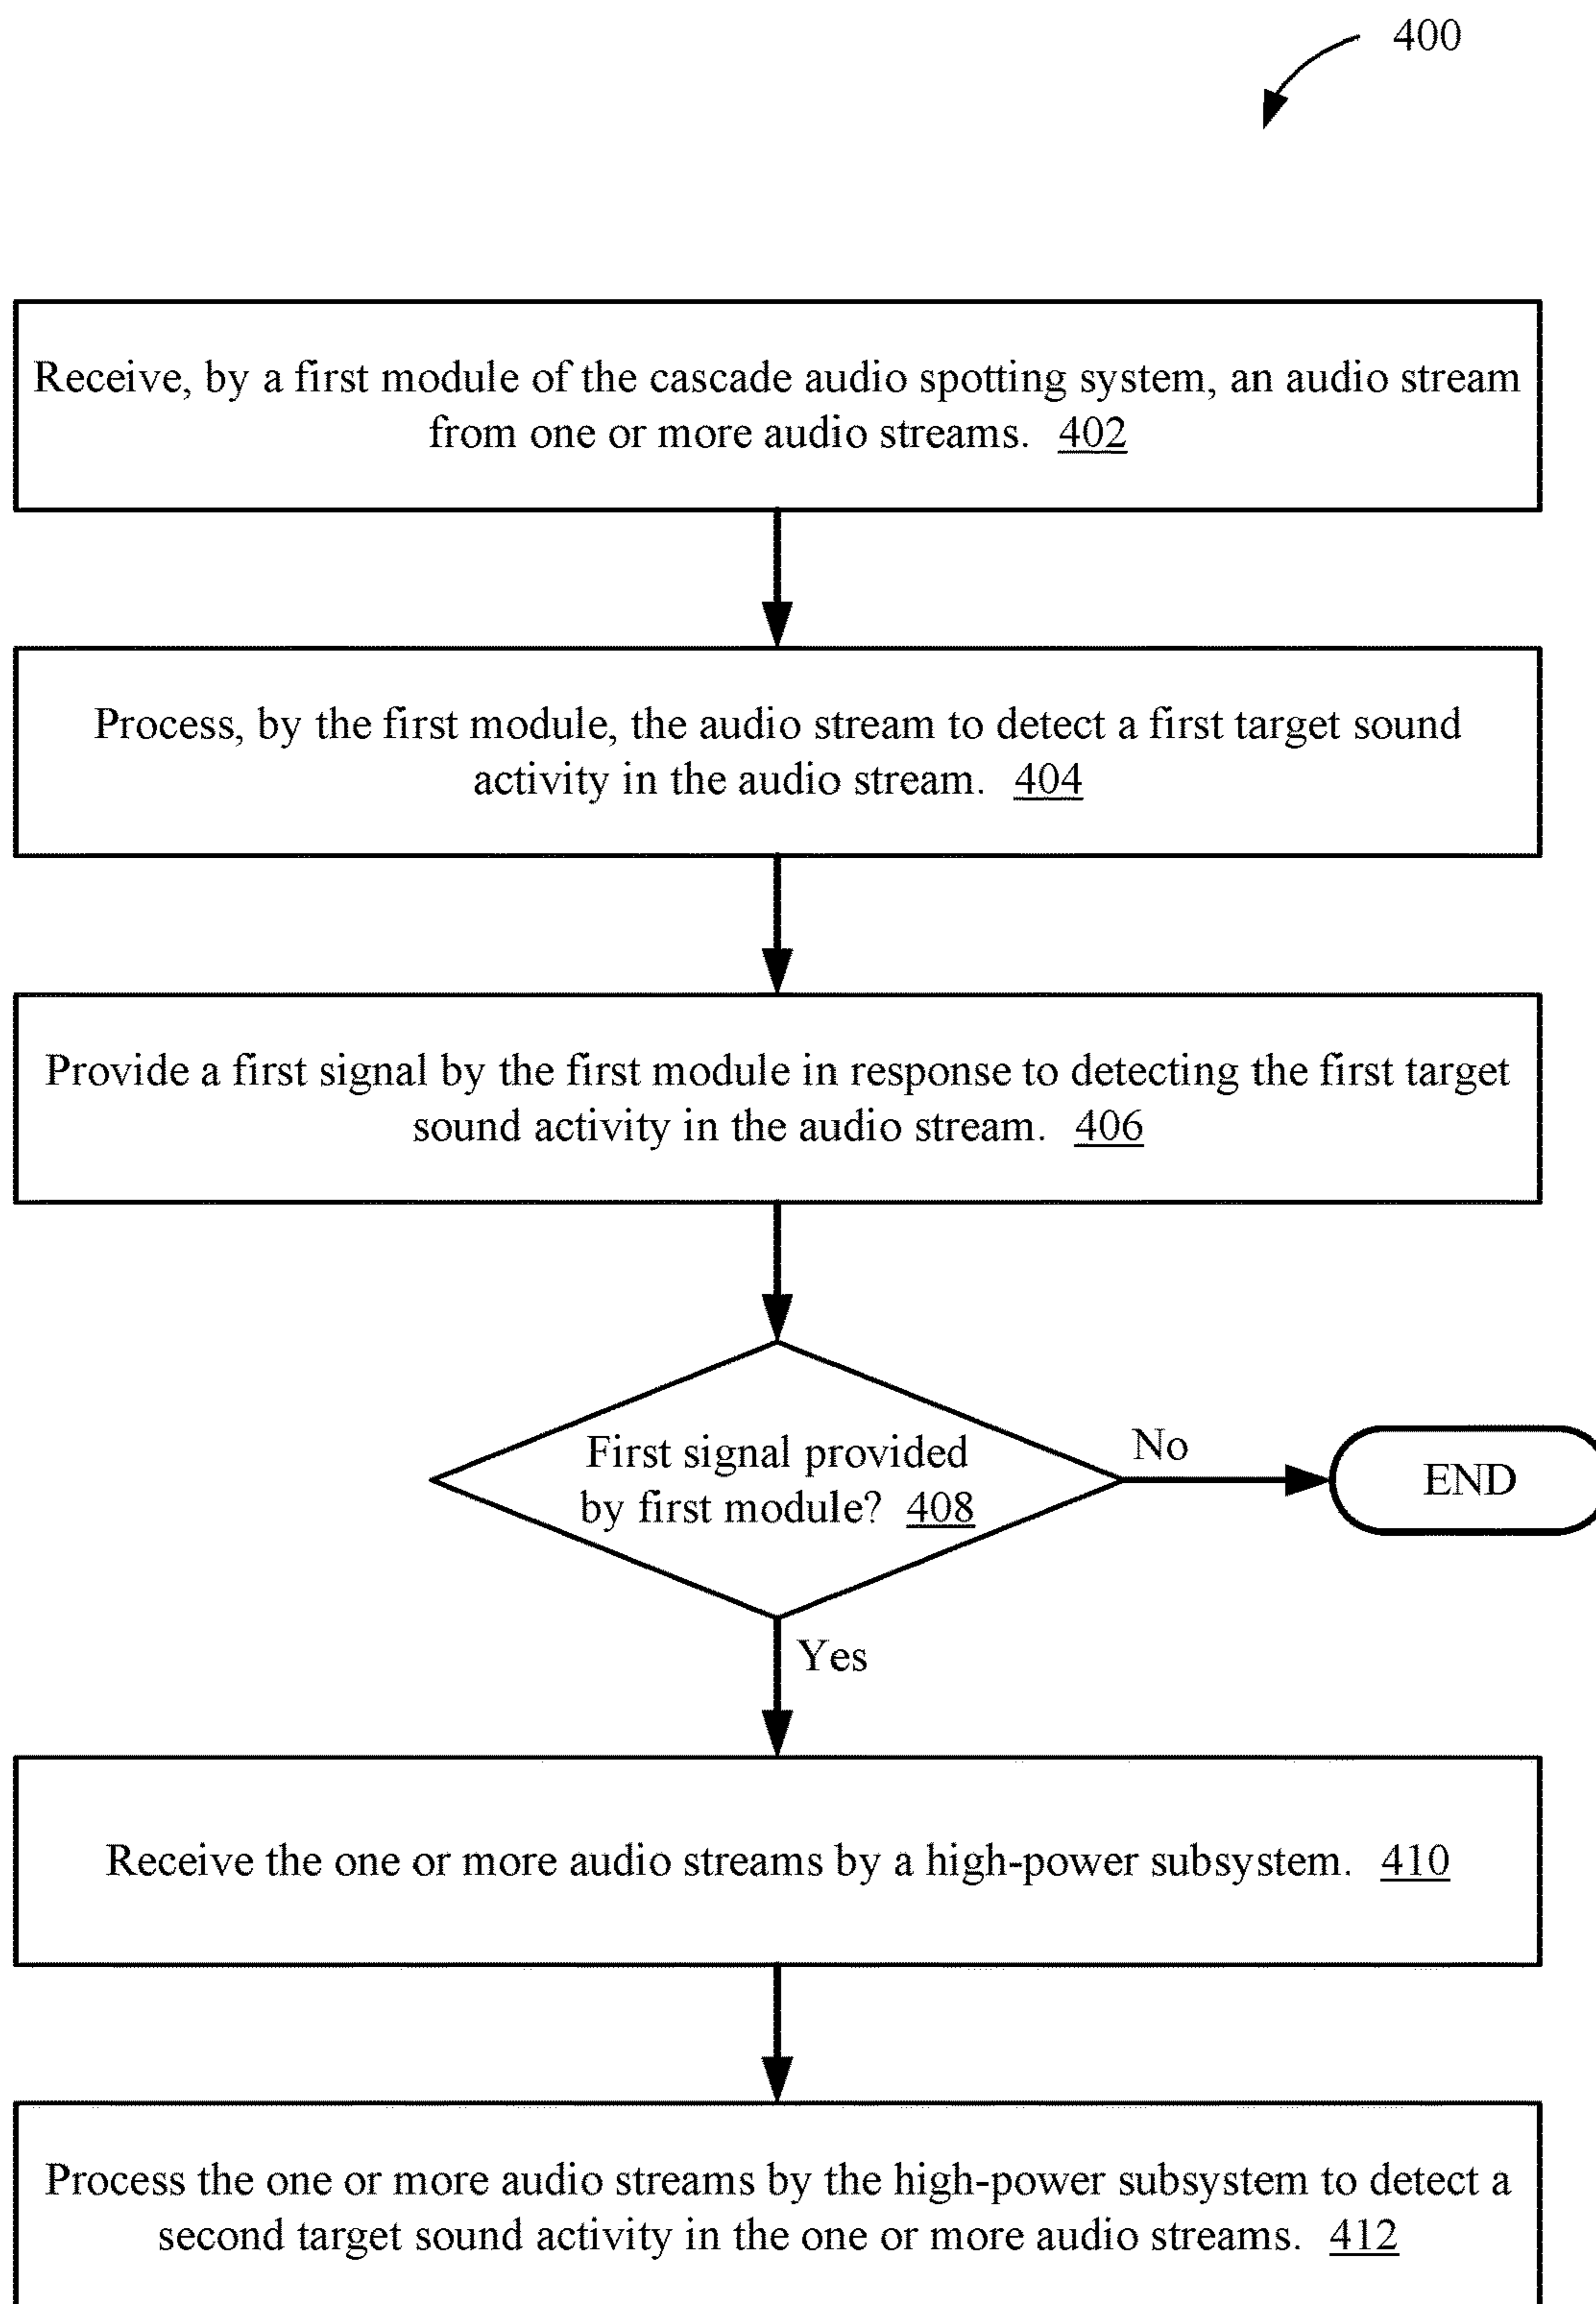 400
Receive, by a first module of the cascade audio spotting system, an audio stream
from one or more audio streams. 402
Process, by the first module, the audio stream to detect a first target sound
activity in the audio stream. 404
Provide a first signal by the first module in response to detecting the first target
sound activity in the audio stream. 406
First signal provided
by first module? 408
No
END
Yes
Receive the one or more audio streams by a high-power subsystem. 410
Process the one or more audio streams by the high-power subsystem to detect a
second target sound activity in the one or more audio streams. 412